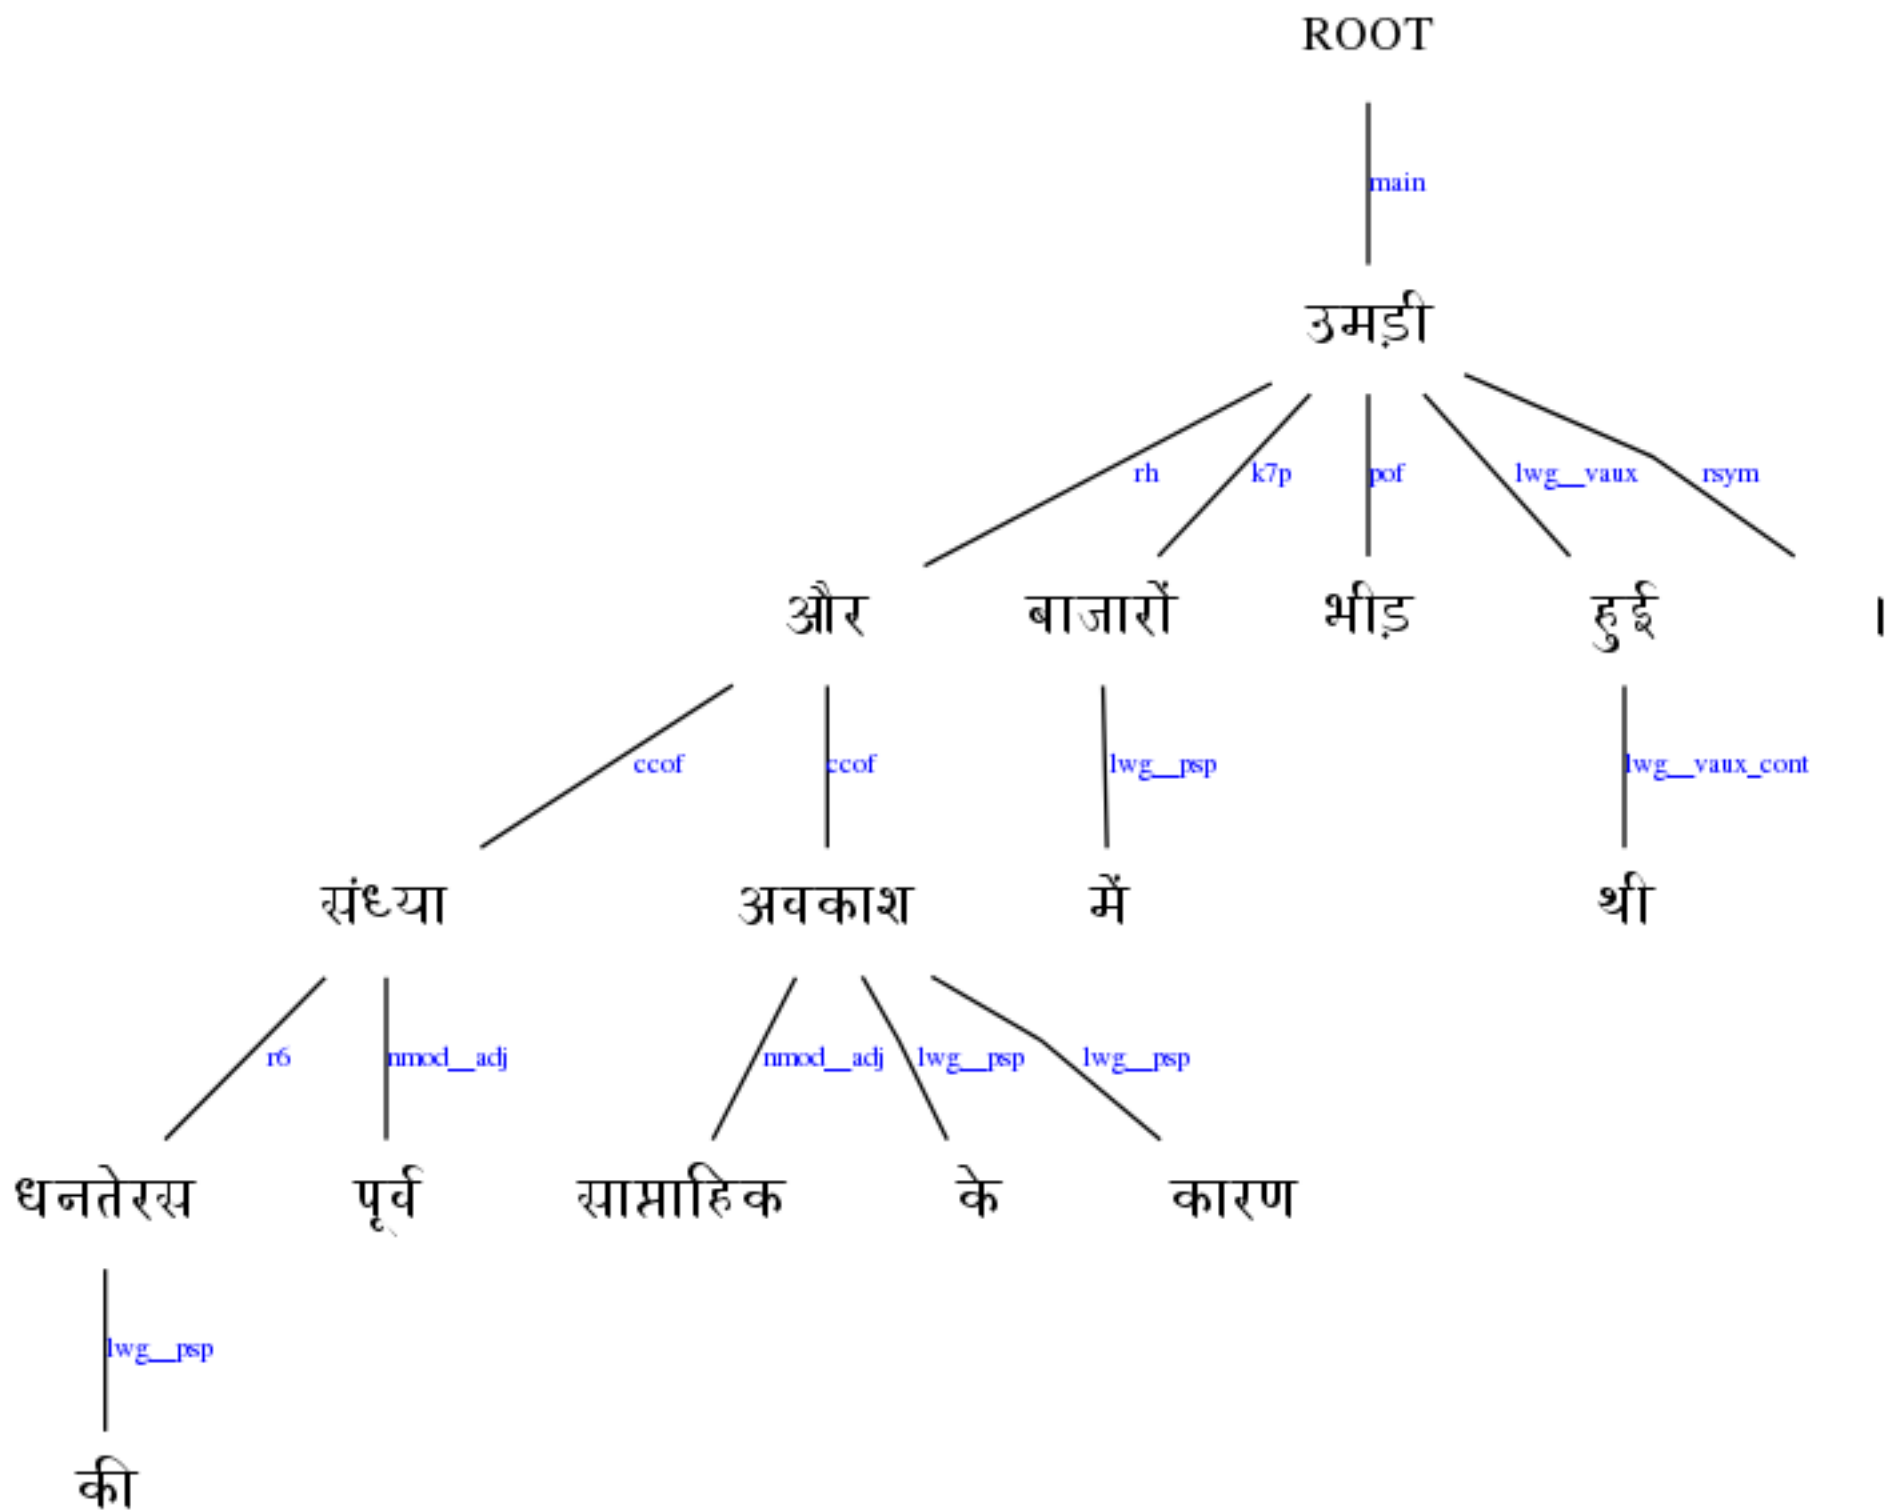 ROOT
main
उमड़ी
rh k7p pof lwg__vaux rsym
और बाजारों भीड़ हुई ।
ccof ccof lwg__psp lwg__vaux_cont
संध्या अवकाश में थी
r6 nmod__adj nmod__adj lwg__psp lwg__psp
धनतेरस पूर्व साप्ताहिक के कारण
lwg__psp
की